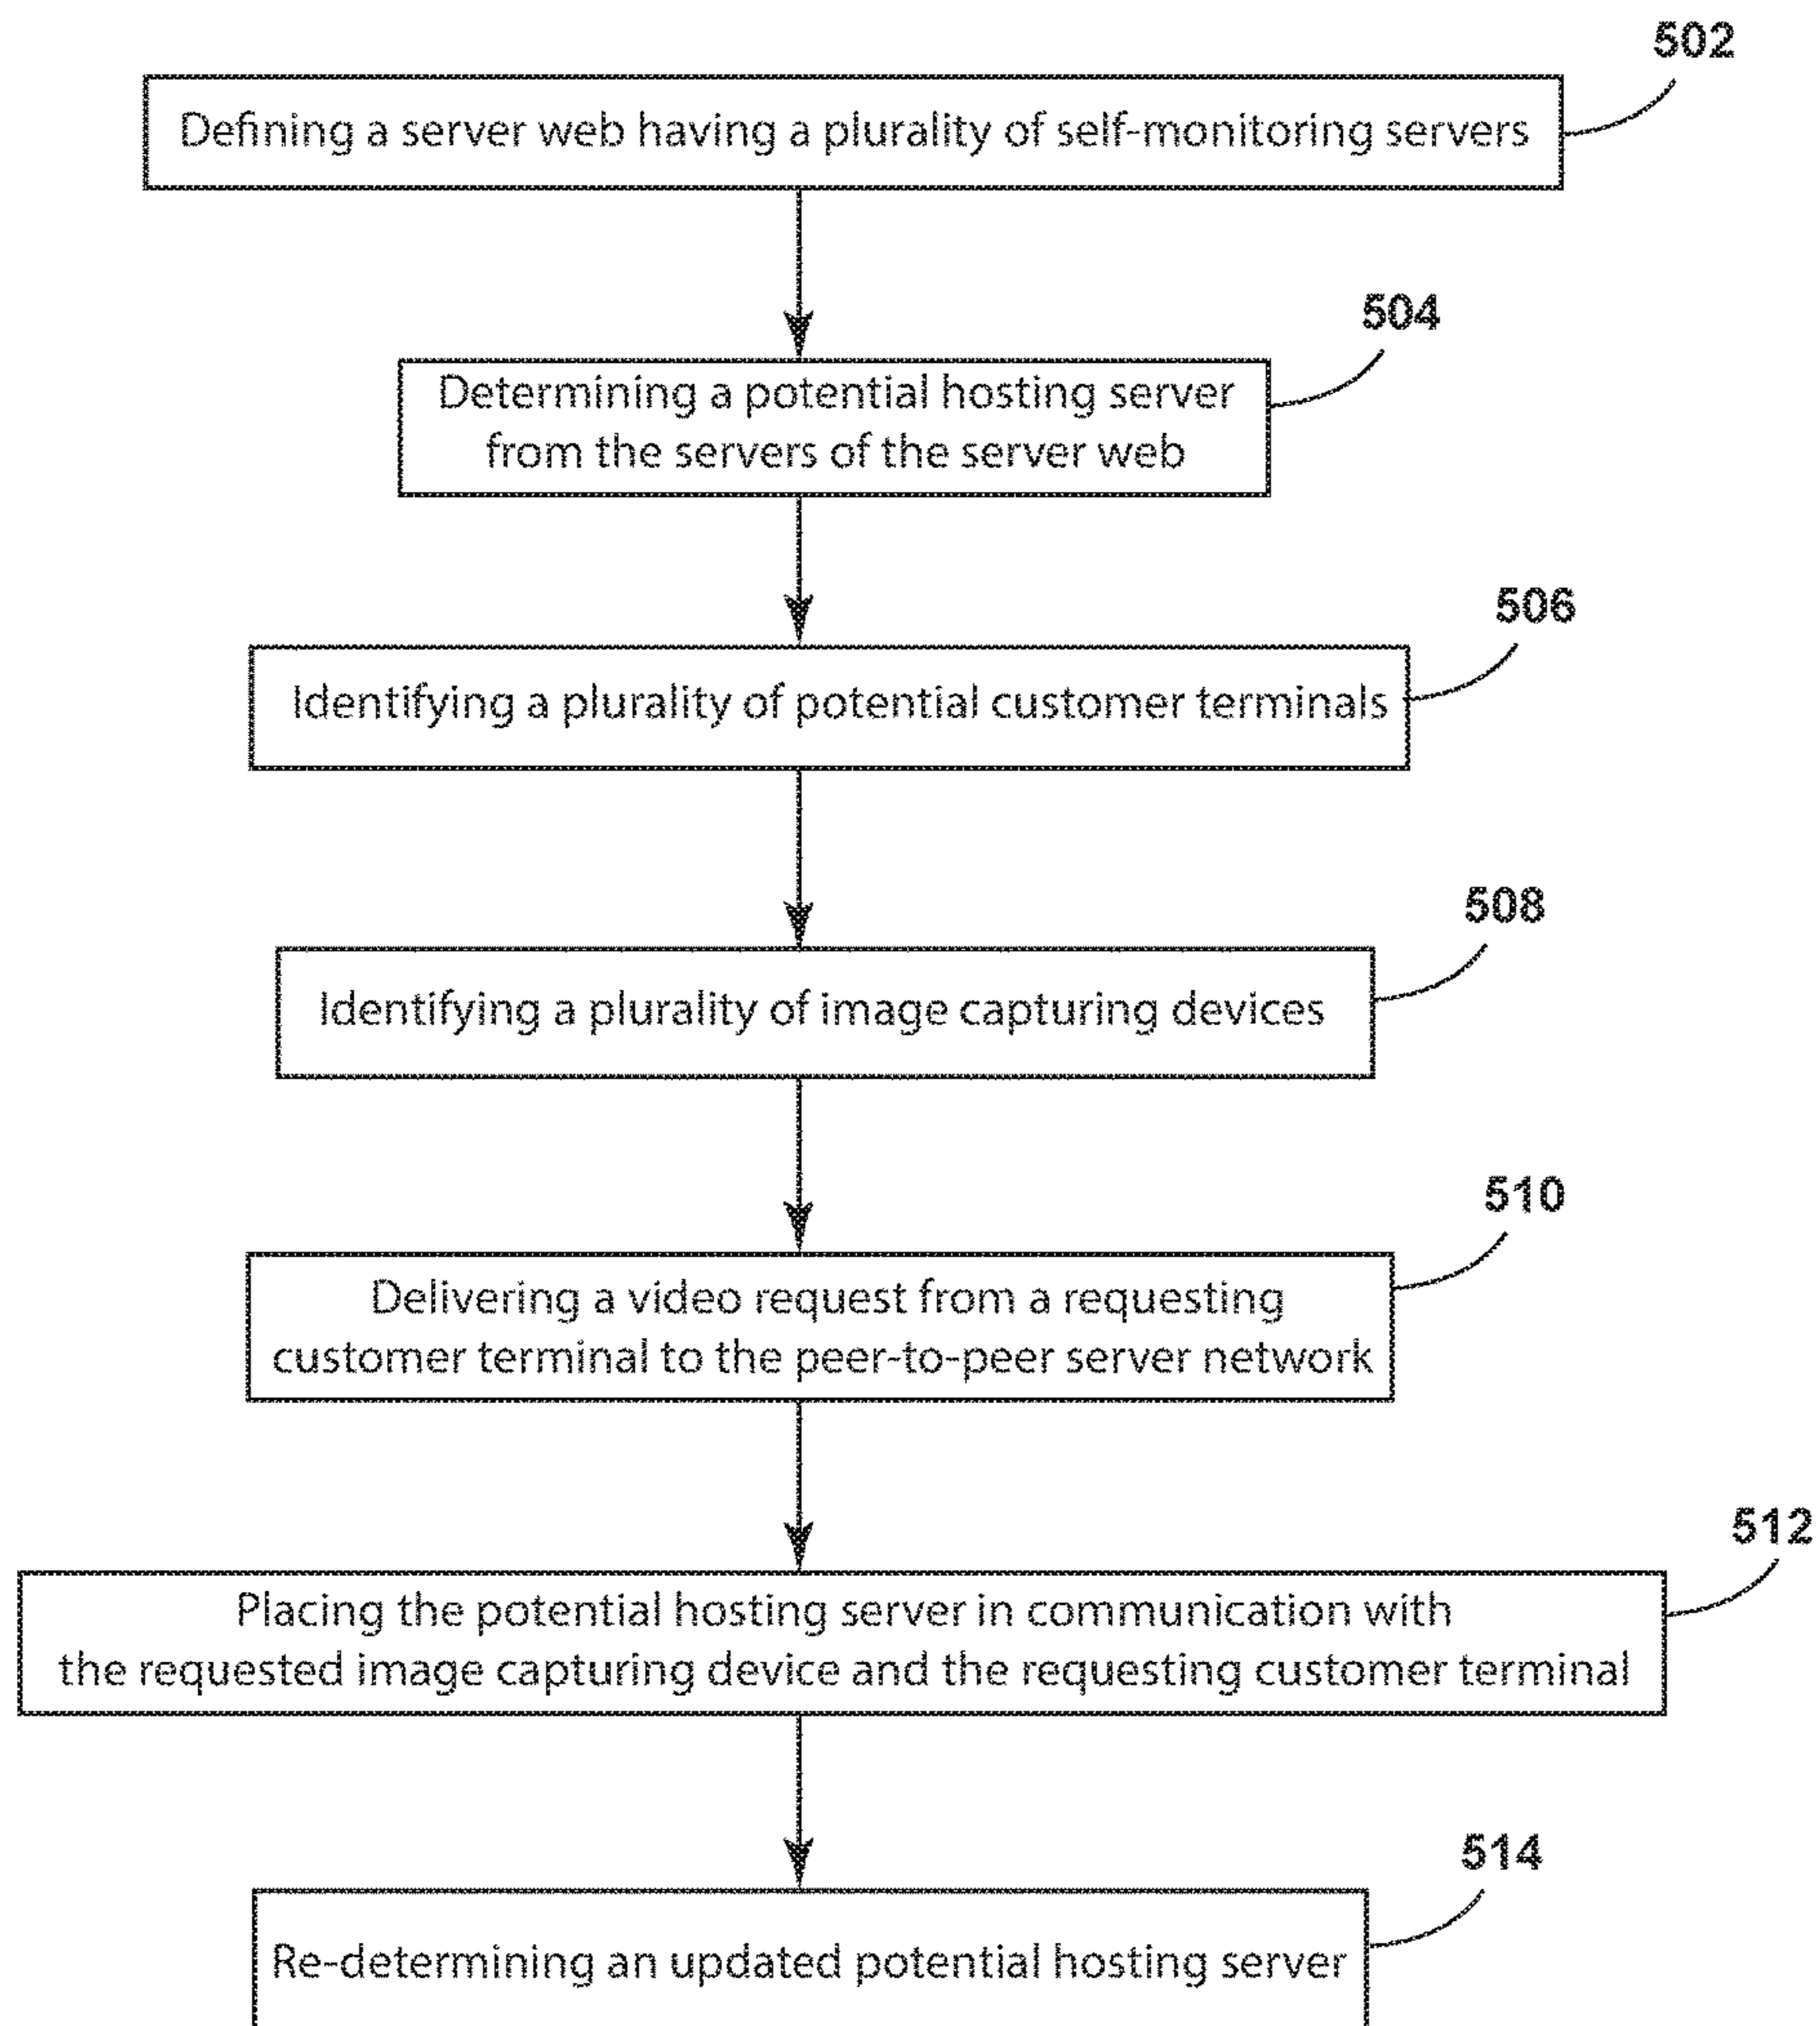 502
Defining a server web having a plurality of self-monitoring servers
504
Determining a potential hosting server
from the servers of the server web
506
Identifying a plurality of potential customer terminals
508
Identifying a plurality of image capturing devices
510
Delivering a video request from a requesting
customer terminal to the peer-to-peer server network
512
Placing the potential hosting server in communication with
the requested image capturing device and the requesting customer terminal
514
Re-determining an updated potential hosting server